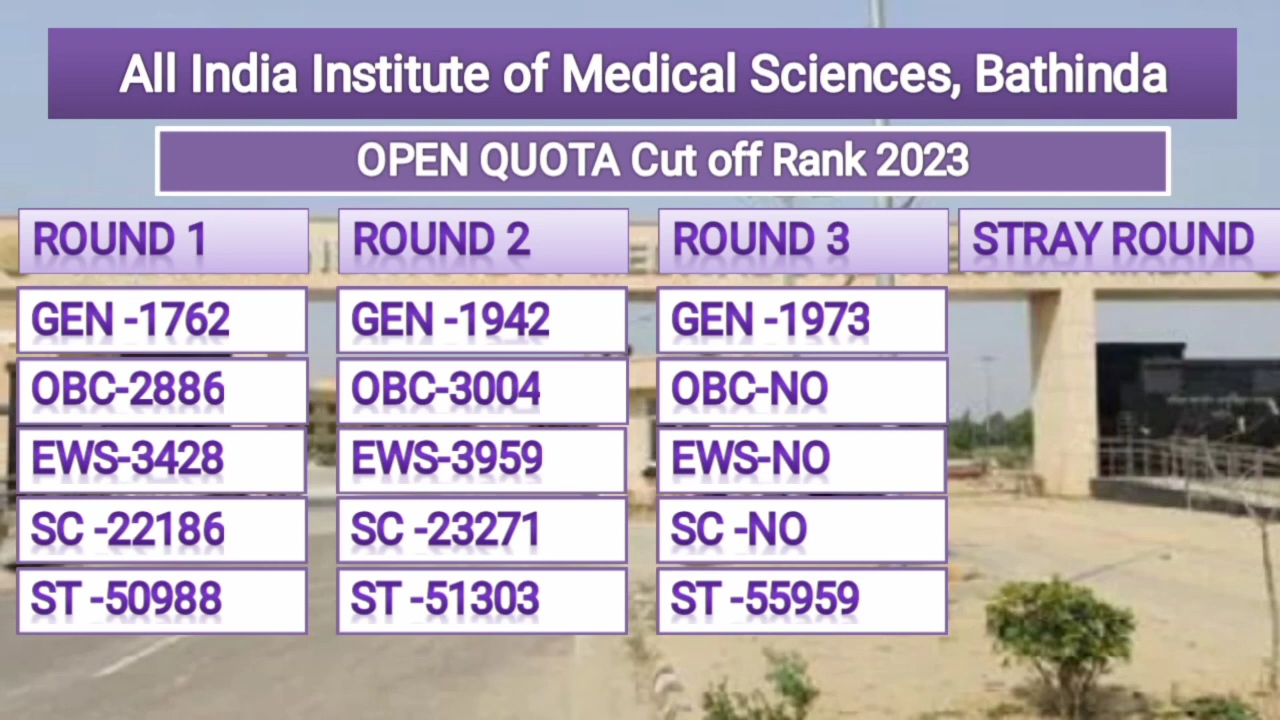 All India Institute of Medical Sciences, Bathinda
OPEN QUOTA Cut off Rank 2023
ROUND 1 ROUND 2 ROUND 3 STRAY ROUND
GEN -1762 GEN -1942 GEN -1973
OBC-2886 OBC-3004 OBC-NO
EWS-3428 EWS-3959 EWS-NO
SC -22186 SC -23271 SC -NO
ST -50988 ST -51303 ST -55959